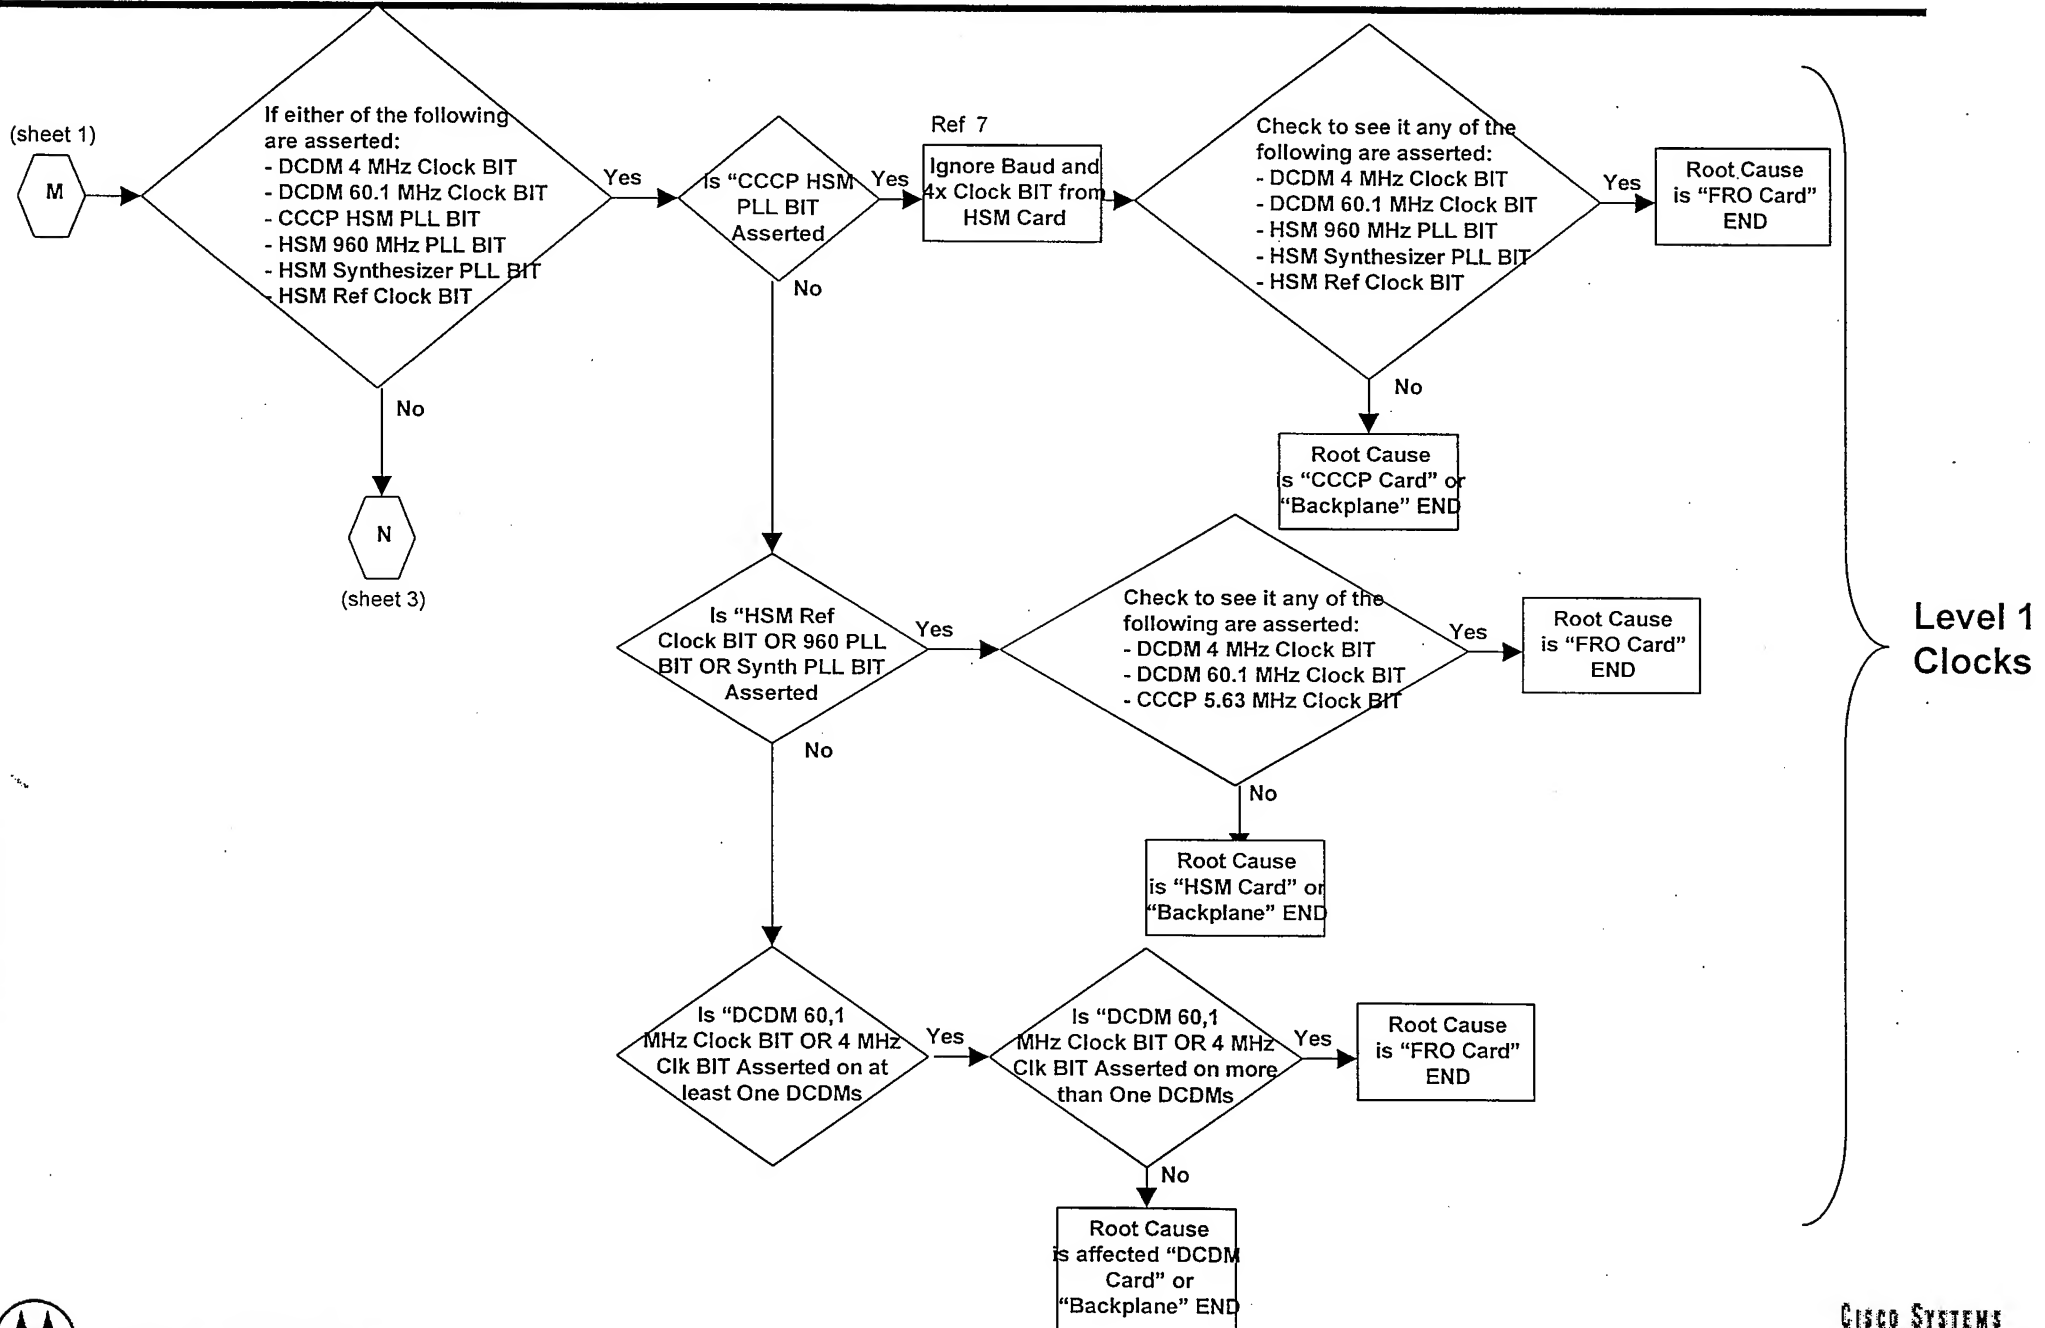 (sheet 1)
M
If either of the following
are asserted:
- DCDM 4 MHz Clock BIT
- DCDM 60.1 MHz Clock BIT
- CCCP HSM PLL BIT
- HSM 960 MHz PLL BIT
- HSM Synthesizer PLL BIT
- HSM Ref Clock BIT
Yes
No
N
(sheet 3)
Is “CCCP HSM
PLL BIT
Asserted
Yes
No
Ref 7
Ignore Baud and
4x Clock BIT from
HSM Card
Check to see it any of the
following are asserted:
- DCDM 4 MHz Clock BIT
- DCDM 60.1 MHz Clock BIT
- HSM 960 MHz PLL BIT
- HSM Synthesizer PLL BIT
- HSM Ref Clock BIT
Yes
Root Cause
is “FRO Card”
END
No
Root Cause
is “CCCP Card” or
“Backplane” END
Is “HSM Ref
Clock BIT OR 960 PLL
BIT OR Synth PLL BIT
Asserted
Yes
No
Check to see it any of the
following are asserted:
- DCDM 4 MHz Clock BIT
- DCDM 60.1 MHz Clock BIT
- CCCP 5.63 MHz Clock BIT
Yes
Root Cause
is “FRO Card”
END
No
Root Cause
is “HSM Card” or
“Backplane” END
Is “DCDM 60,1
MHz Clock BIT OR 4 MHz
Clk BIT Asserted on at
least One DCDMs
Yes
Is “DCDM 60,1
MHz Clock BIT OR 4 MHz
Clk BIT Asserted on more
than One DCDMs
Yes
Root Cause
is “FRO Card”
END
No
Root Cause
is affected “DCDM
Card” or
“Backplane” END
Level 1
Clocks
CISCO SYSTEMS